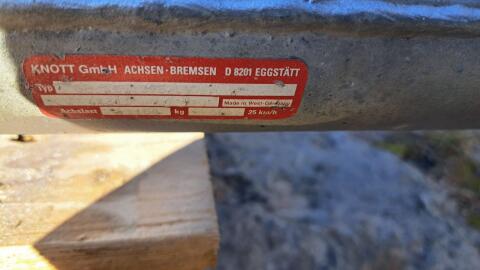 KNOTT GmbH ACHSEN · BREMSEN D 8201 EGGSTÄTT
Typ
Made in West-Germany
Achslast kg 25 km/h